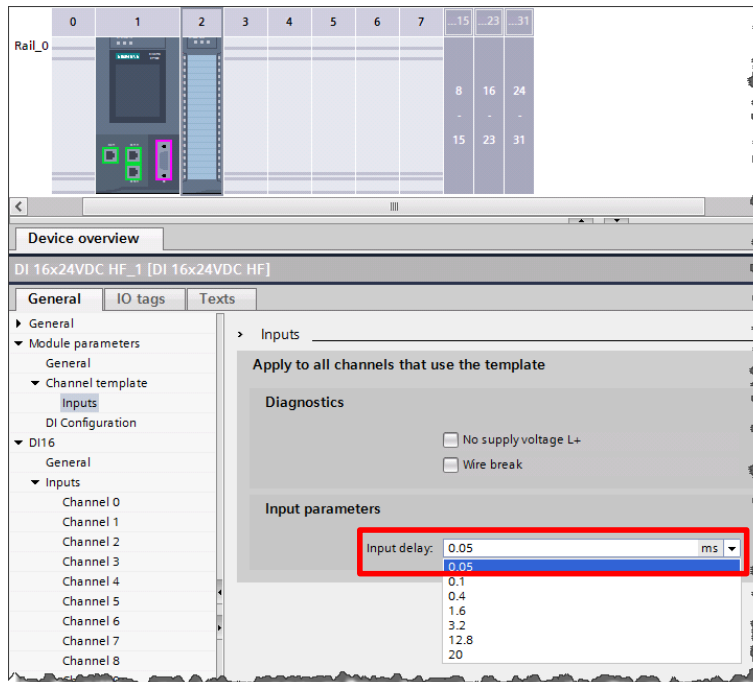 0 1 2 3 4 5 6 7 ...15 ...23 ...31
Rail_0
SIEMENS
8 16 24
- - -
15 23 31
Device overview
DI 16x24VDC HF_1 [DI 16x24VDC HF]
General IO tags Texts
General
Module parameters
General
Channel template
Inputs
DI Configuration
DI16
General
Inputs
Channel 0
Channel 1
Channel 2
Channel 3
Channel 4
Channel 5
Channel 6
Channel 7
Channel 8
Inputs
Apply to all channels that use the template
Diagnostics
No supply voltage L+
Wire break
Input parameters
Input delay: 0.05 ms
0.05
0.1
0.4
1.6
3.2
12.8
20